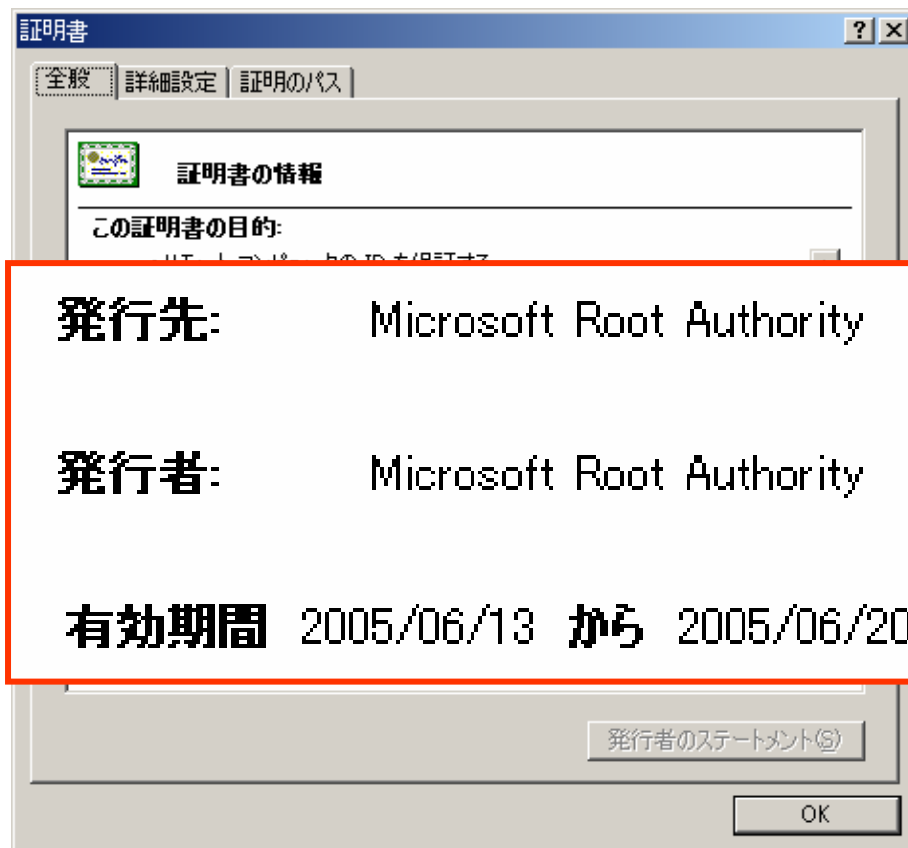 証明書
全般 詳細設定 証明のパス
証明書の情報
この証明書の目的:
発行先: Microsoft Root Authority
発行者: Microsoft Root Authority
有効期間 2005/06/13 から 2005/06/20
発行者のステートメント(S)
OK